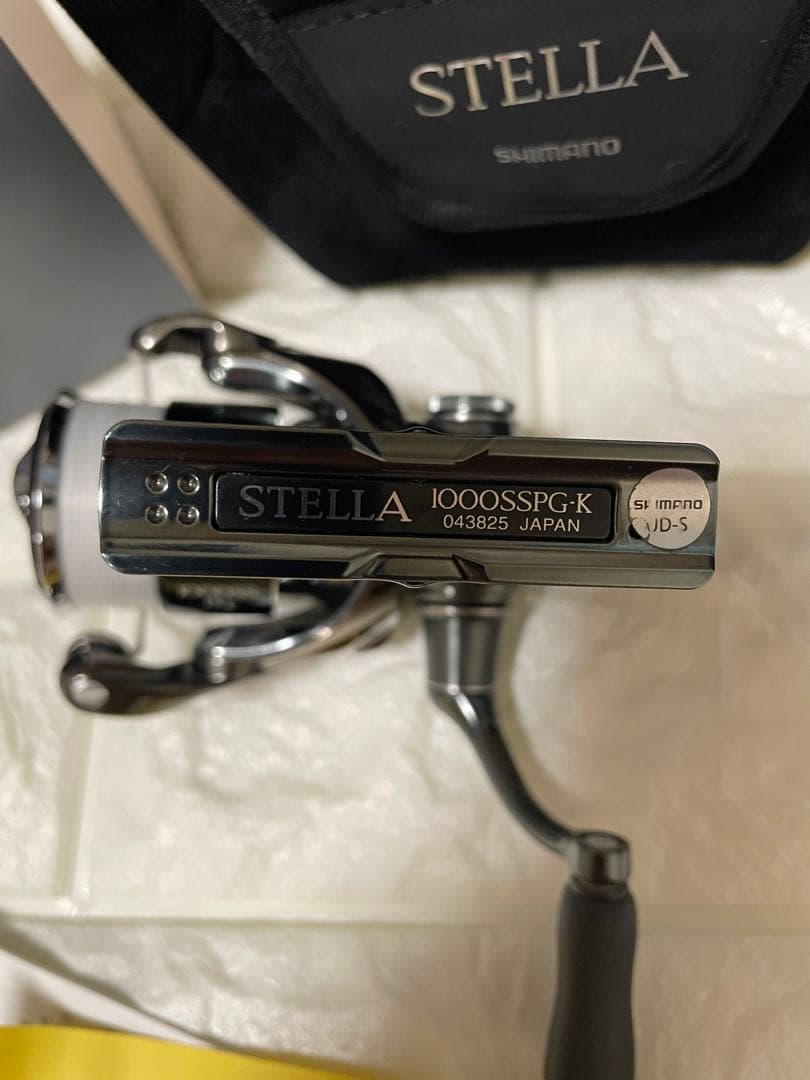 STELLA
SHIMANO
STELLA 1000SSPG-K
043825 JAPAN
SHIMANO